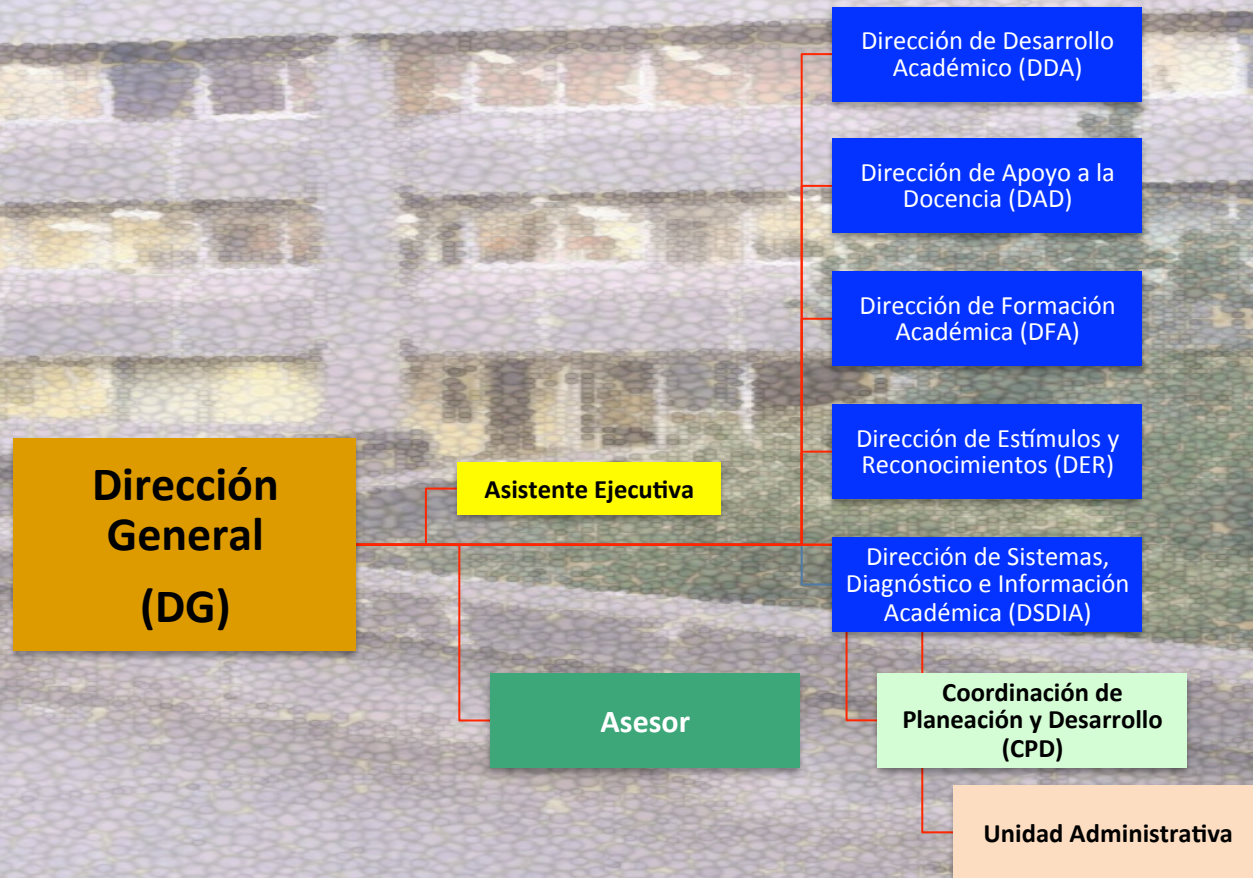 Dirección de Desarrollo
Académico (DDA)
Dirección de Apoyo a la
Docencia (DAD)
Dirección de Formación
Académica (DFA)
Dirección de Estímulos y
Reconocimientos (DER)
Dirección
General
(DG)
Asistente Ejecutiva
Dirección de Sistemas,
Diagnóstico e Información
Académica (DSDIA)
Asesor
Coordinación de
Planeación y Desarrollo
(CPD)
Unidad Administrativa